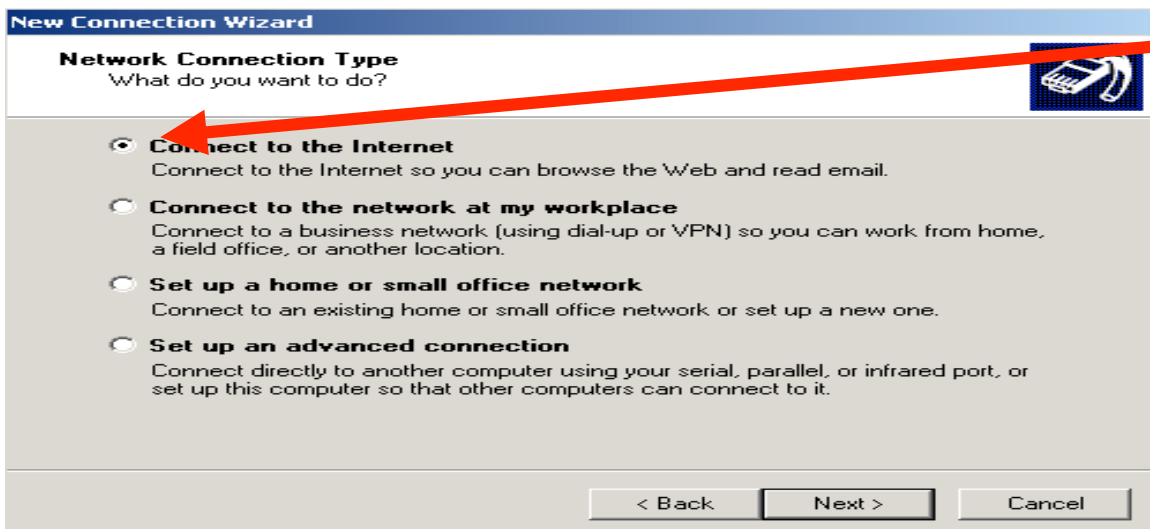 New Connection Wizard
Network Connection Type
What do you want to do?
Connect to the Internet
Connect to the Internet so you can browse the Web and read email.
Connect to the network at my workplace
Connect to a business network (using dial-up or VPN) so you can work from home,
a field office, or another location.
Set up a home or small office network
Connect to an existing home or small office network or set up a new one.
Set up an advanced connection
Connect directly to another computer using your serial, parallel, or infrared port, or
set up this computer so that other computers can connect to it.
< Back Next > Cancel